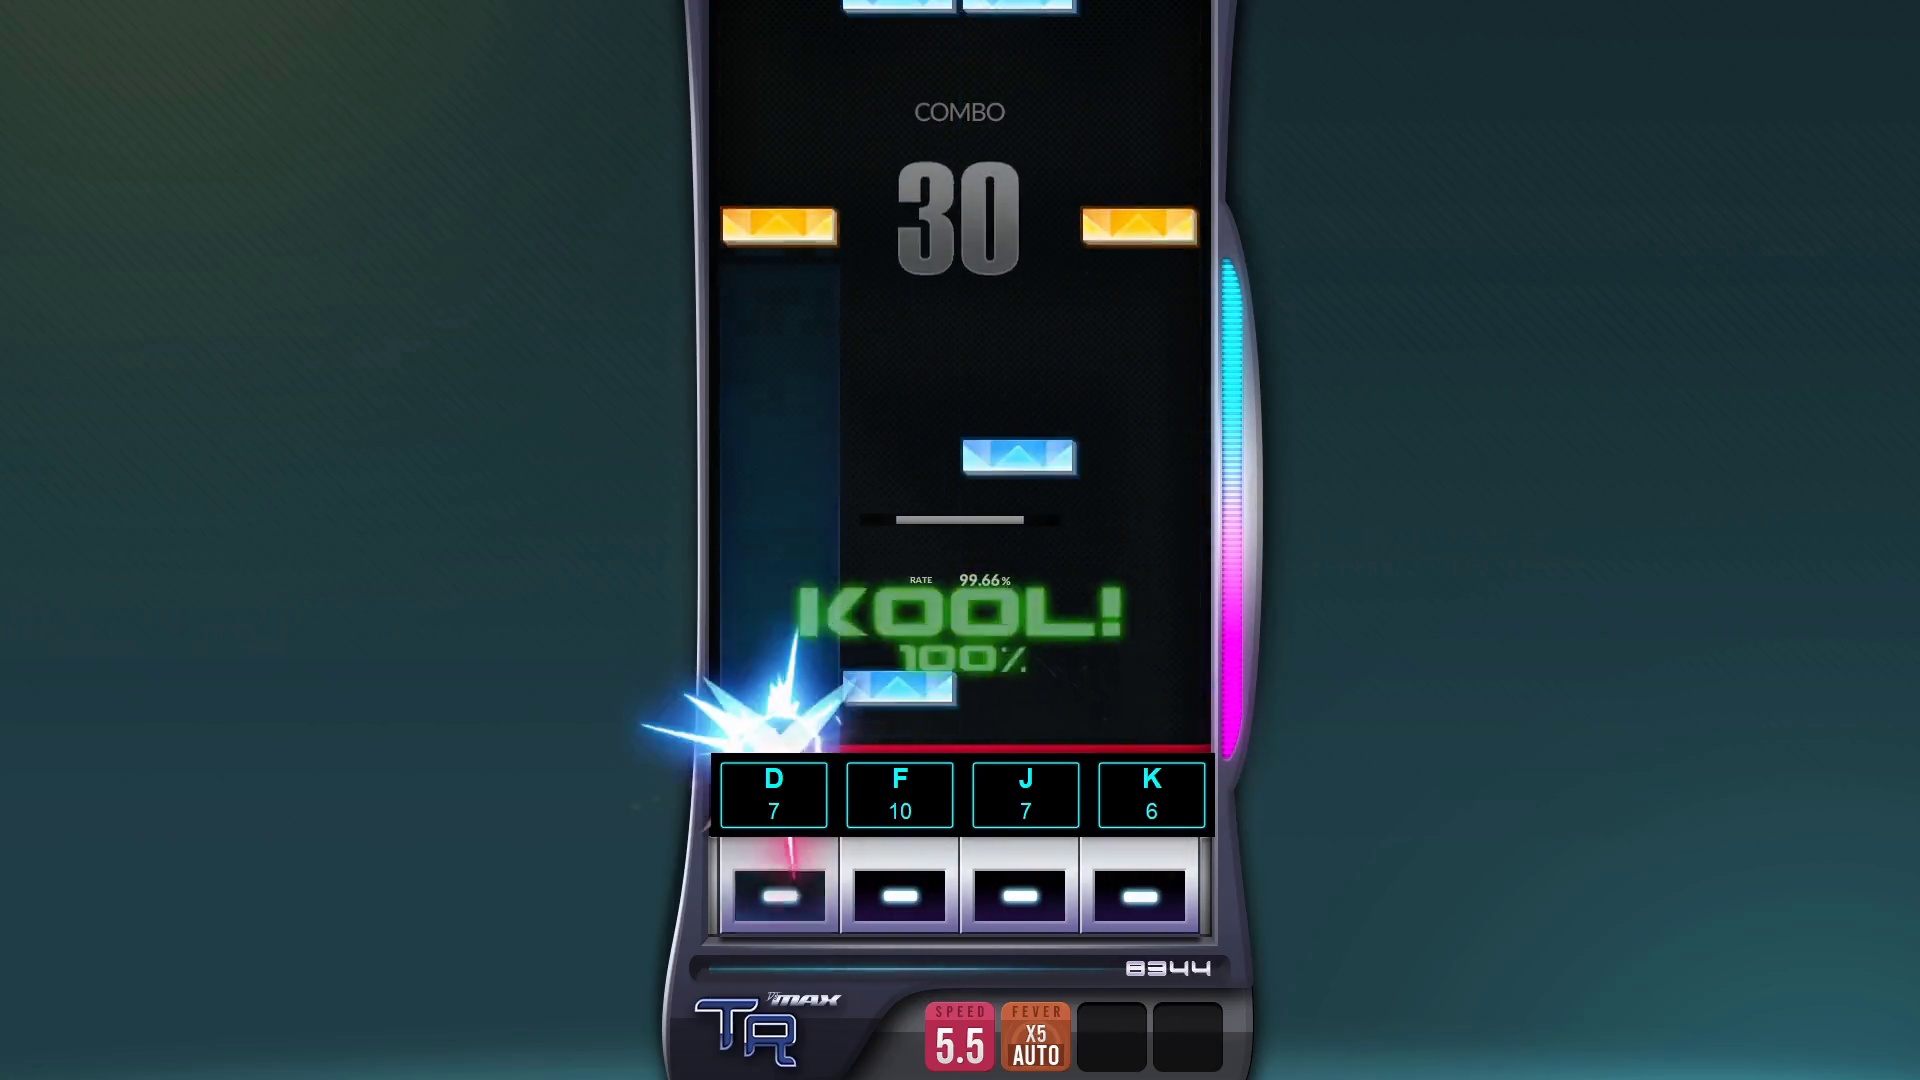 COMBO
30
RATE 99.66%
KOOL!
100%
D F J K
7 10 7 6
8344
MAX
TR
SPEED
5.5
FEVER
X5
AUTO